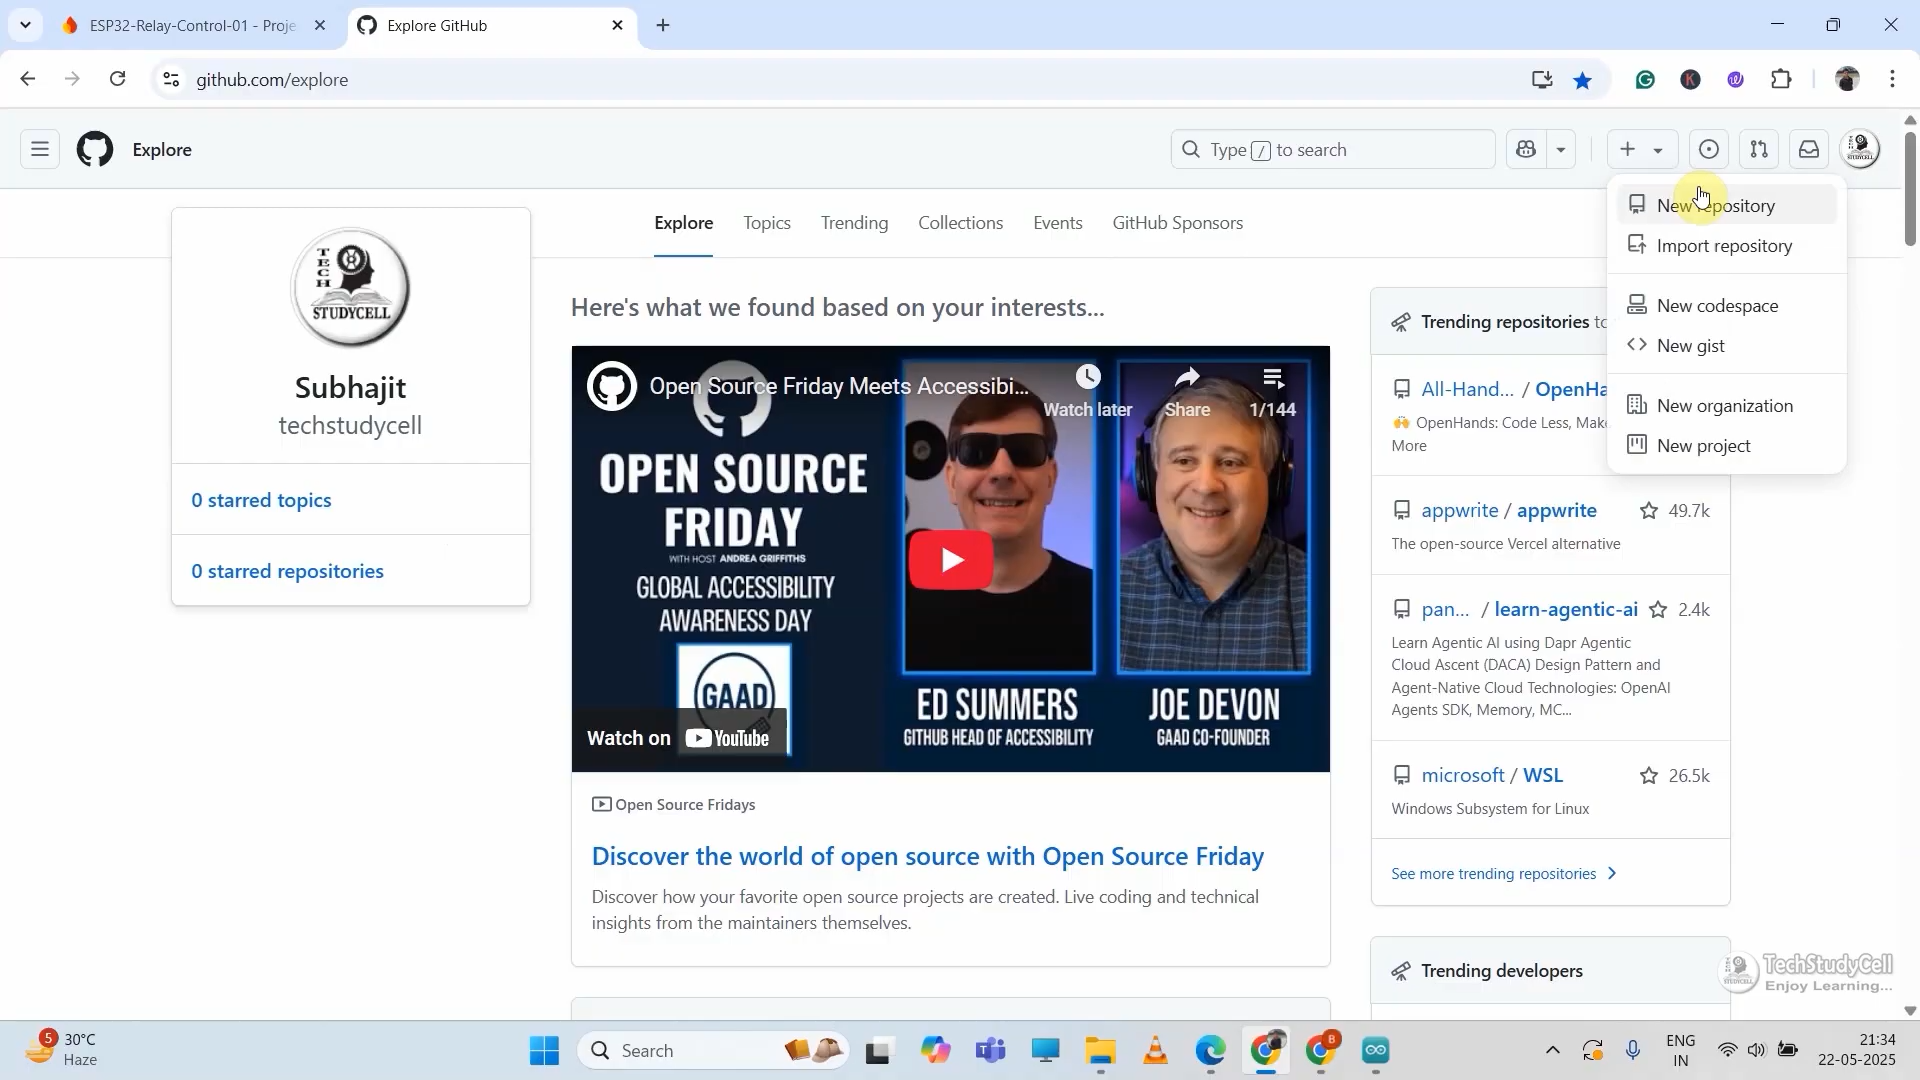 ESP32-Relay-Control-01 - Proje
Explore GitHub
github.com/explore
Explore
Type / to search
New repository
Import repository
New codespace
New gist
New organization
New project
Explore
Topics
Trending
Collections
Events
GitHub Sponsors
TECH
STUDYCELL
Subhajit
techstudycell
0 starred topics
0 starred repositories
Here's what we found based on your interests...
Open Source Friday Meets Accessibi...
Watch later
Share
1/144
OPEN SOURCE
FRIDAY
WITH HOST ANDREA GRIFFITHS
GLOBAL ACCESSIBILITY
AWARENESS DAY
GAAD
ED SUMMERS
GITHUB HEAD OF ACCESSIBILITY
JOE DEVON
GAAD CO-FOUNDER
Watch on YouTube
Open Source Fridays
Discover the world of open source with Open Source Friday
Discover how your favorite open source projects are created. Live coding and technical
insights from the maintainers themselves.
Trending repositories to
All-Hand... / OpenHa
OpenHands: Code Less, Make
More
appwrite / appwrite
49.7k
The open-source Vercel alternative
pan... / learn-agentic-ai
2.4k
Learn Agentic AI using Dapr Agentic
Cloud Ascent (DACA) Design Pattern and
Agent-Native Cloud Technologies: OpenAI
Agents SDK, Memory, MC...
microsoft / WSL
26.5k
Windows Subsystem for Linux
See more trending repositories
Trending developers
TechStudyCell
Enjoy Learning...
5
30°C
Haze
Search
B
ENG
IN
21:34
22-05-2025